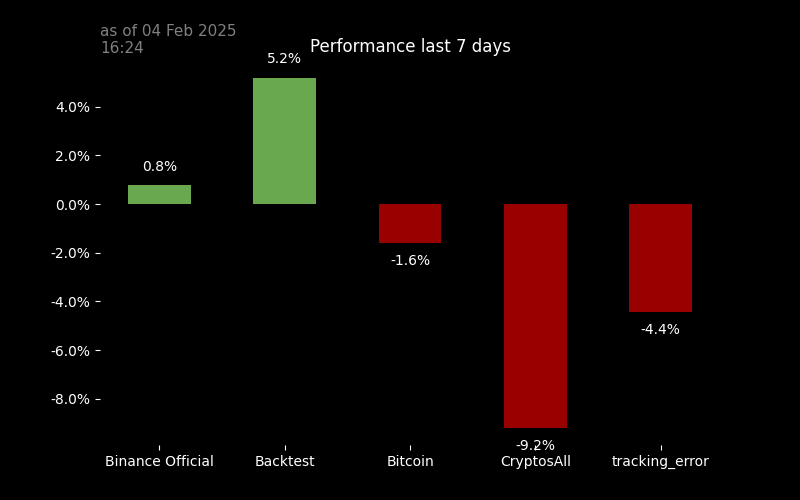 as of 04 Feb 2025
16:24
Performance last 7 days
5.2%
4.0%
2.0%
0.8%
0.0%
-2.0%
-1.6%
-4.0%
-4.4%
-6.0%
-8.0%
-9.2%
Binance Official
Backtest
Bitcoin
CryptosAll
tracking_error